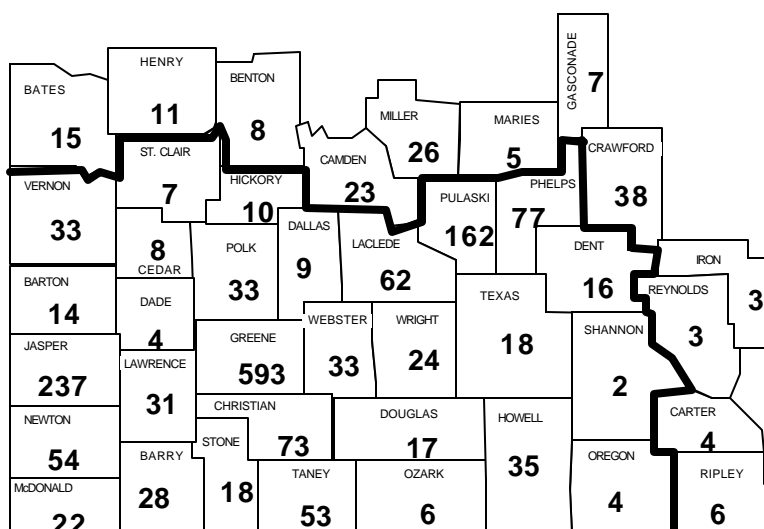 HENRY
11
BENTON
8
GASCONADE
7
BATES
15
MILLER
26
MARIES
5
CRAWFORD
38
ST. CLAIR
7
CAMDEN
23
VERNON
33
HICKORY
10
PULASKI
162
PHELPS
77
8
CEDAR
POLK
33
DALLAS
9
LACLEDE
62
DENT
16
IRON
3
BARTON
14
DADE
4
TEXAS
18
REYNOLDS
3
JASPER
237
GREENE
593
WEBSTER
33
WRIGHT
24
SHANNON
2
LAWRENCE
31
NEWTON
54
CHRISTIAN
73
DOUGLAS
17
HOWELL
35
CARTER
4
BARRY
28
STONE
18
TANEY
53
OZARK
6
OREGON
4
RIPLEY
6
McDONALD
22